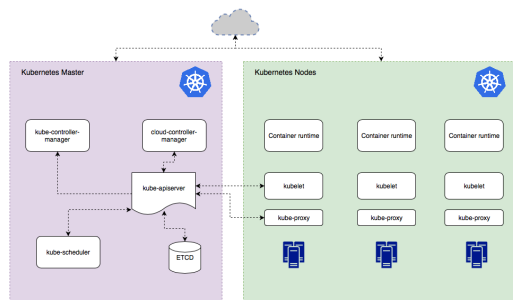 Kubernetes Master
Kubernetes Nodes
kube-controller-
manager
cloud-controller-
manager
Container runtime
Container runtime
Container runtime
kube-apiserver
kubelet
kubelet
kubelet
kube-proxy
kube-proxy
kube-proxy
kube-scheduler
ETCD